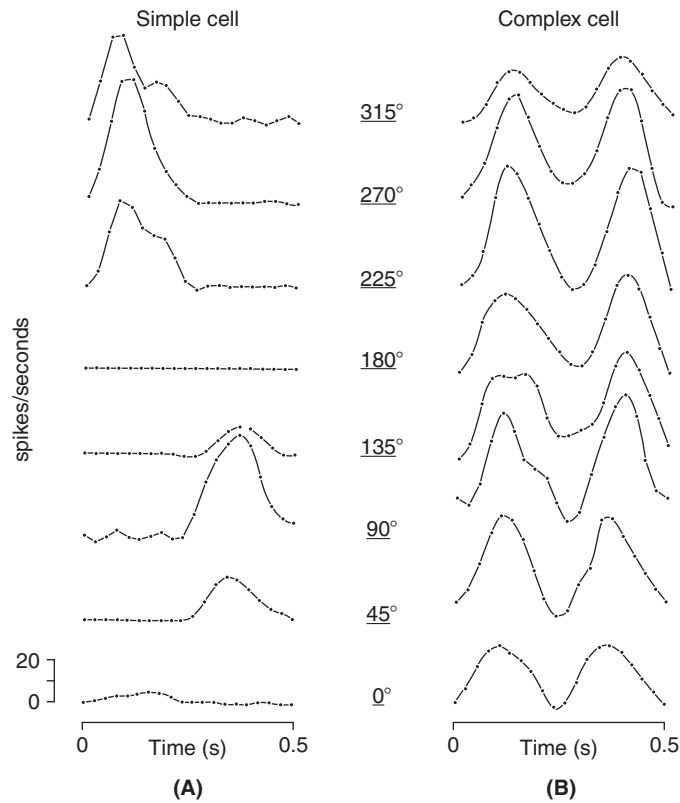 Simple cell
Complex cell
315°
270°
225°
180°
135°
90°
45°
0°
spikes/seconds
20
0
0
0.5
Time (s)
(A)
0
0.5
Time (s)
(B)